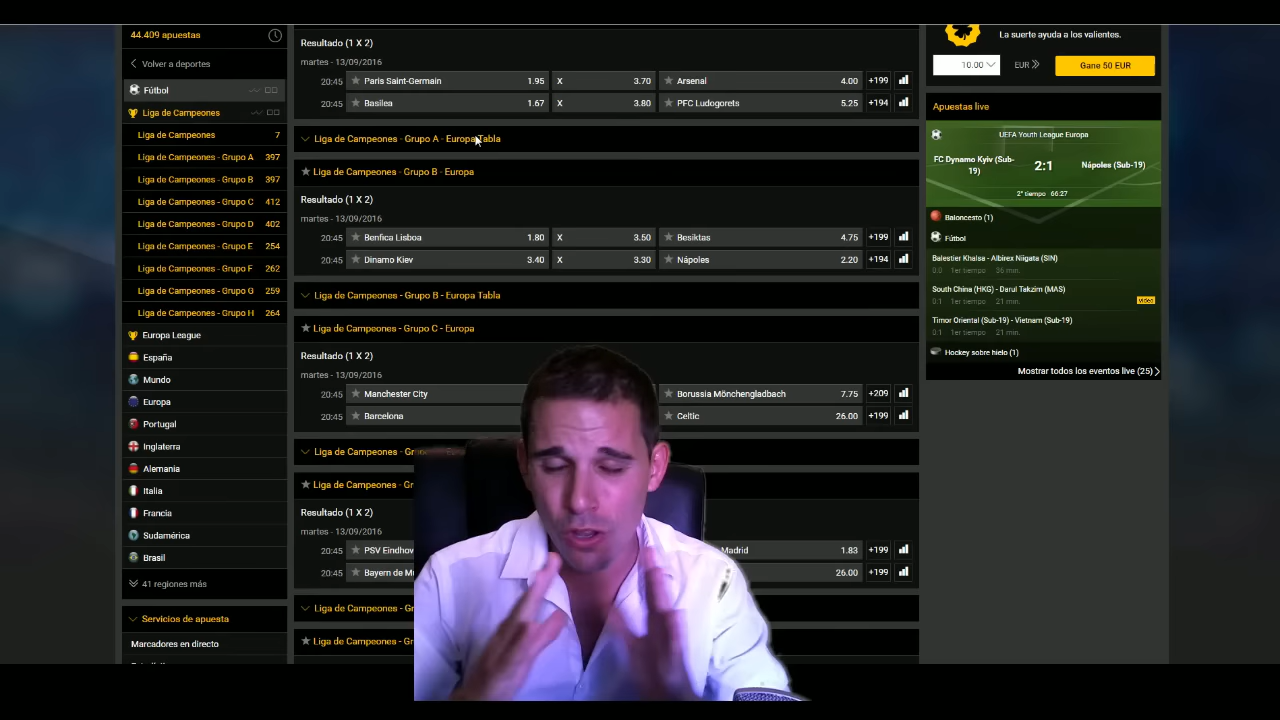 44.409 apuestas
Volver a deportes
Fútbol
Liga de Campeones
Liga de Campeones 7
Liga de Campeones - Grupo A 397
Liga de Campeones - Grupo B 397
Liga de Campeones - Grupo C 412
Liga de Campeones - Grupo D 402
Liga de Campeones - Grupo E 254
Liga de Campeones - Grupo F 262
Liga de Campeones - Grupo G 259
Liga de Campeones - Grupo H 264
Europa League
España
Mundo
Europa
Portugal
Inglaterra
Alemania
Italia
Francia
Sudamérica
Brasil
41 regiones más
Servicios de apuesta
Marcadores en directo
Resultado (1 X 2)
martes - 13/09/2016
20:45 Paris Saint-Germain 1.95 X 3.70 Arsenal 4.00 +199
20:45 Basilea 1.67 X 3.80 PFC Ludogorets 5.25 +194
Liga de Campeones - Grupo A - Europa Tabla
Liga de Campeones - Grupo B - Europa
Resultado (1 X 2)
martes - 13/09/2016
20:45 Benfica Lisboa 1.80 X 3.50 Besiktas 4.75 +199
20:45 Dinamo Kiev 3.40 X 3.30 Nápoles 2.20 +194
Liga de Campeones - Grupo B - Europa Tabla
Liga de Campeones - Grupo C - Europa
Resultado (1 X 2)
martes - 13/09/2016
20:45 Manchester City Borussia Mönchengladbach 7.75 +209
20:45 Barcelona Celtic 26.00 +199
Liga de Campeones
Liga de Campeones - Gr
Resultado (1 X 2)
martes - 13/09/2016
20:45 PSV Eindhov Madrid 1.83 +199
20:45 Bayern de M 26.00 +199
Liga de Campeones - Gr
Liga de Campeones - Gr
La suerte ayuda a los valientes.
10.00 EUR Gane 50 EUR
Apuestas live
UEFA Youth League Europa
FC Dynamo Kyiv (Sub-19) 2:1 Nápoles (Sub-19)
2° tiempo 66:27
Baloncesto (1)
Fútbol
Balestier Khalsa - Albirex Niigata (SIN)
0:0 1er tiempo 36 min.
South China (HKG) - Darul Takzim (MAS)
0:1 1er tiempo 21 min. video
Timor Oriental (Sub-19) - Vietnam (Sub-19)
0:1 1er tiempo 21 min.
Hockey sobre hielo (1)
Mostrar todos los eventos live (25)